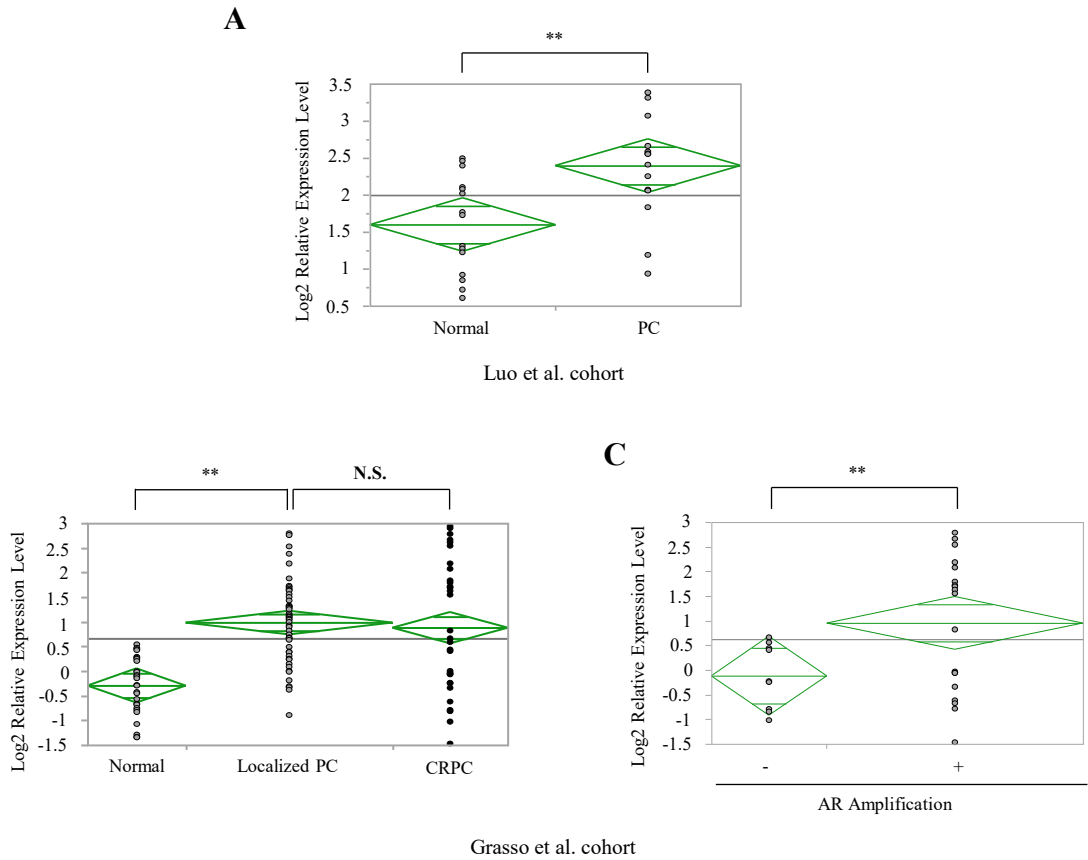 A
**
Log2 Relative Expression Level
3.5
3
2.5
2
1.5
1
0.5
Normal PC
Luo et al. cohort
** N.S.
Log2 Relative Expression Level
3
2.5
2
1.5
1
0.5
0
-0.5
-1
-1.5
Normal Localized PC CRPC
C
**
Log2 Relative Expression Level
3
2.5
2
1.5
1
0.5
0
-0.5
-1
-1.5
- +
AR Amplification
Grasso et al. cohort